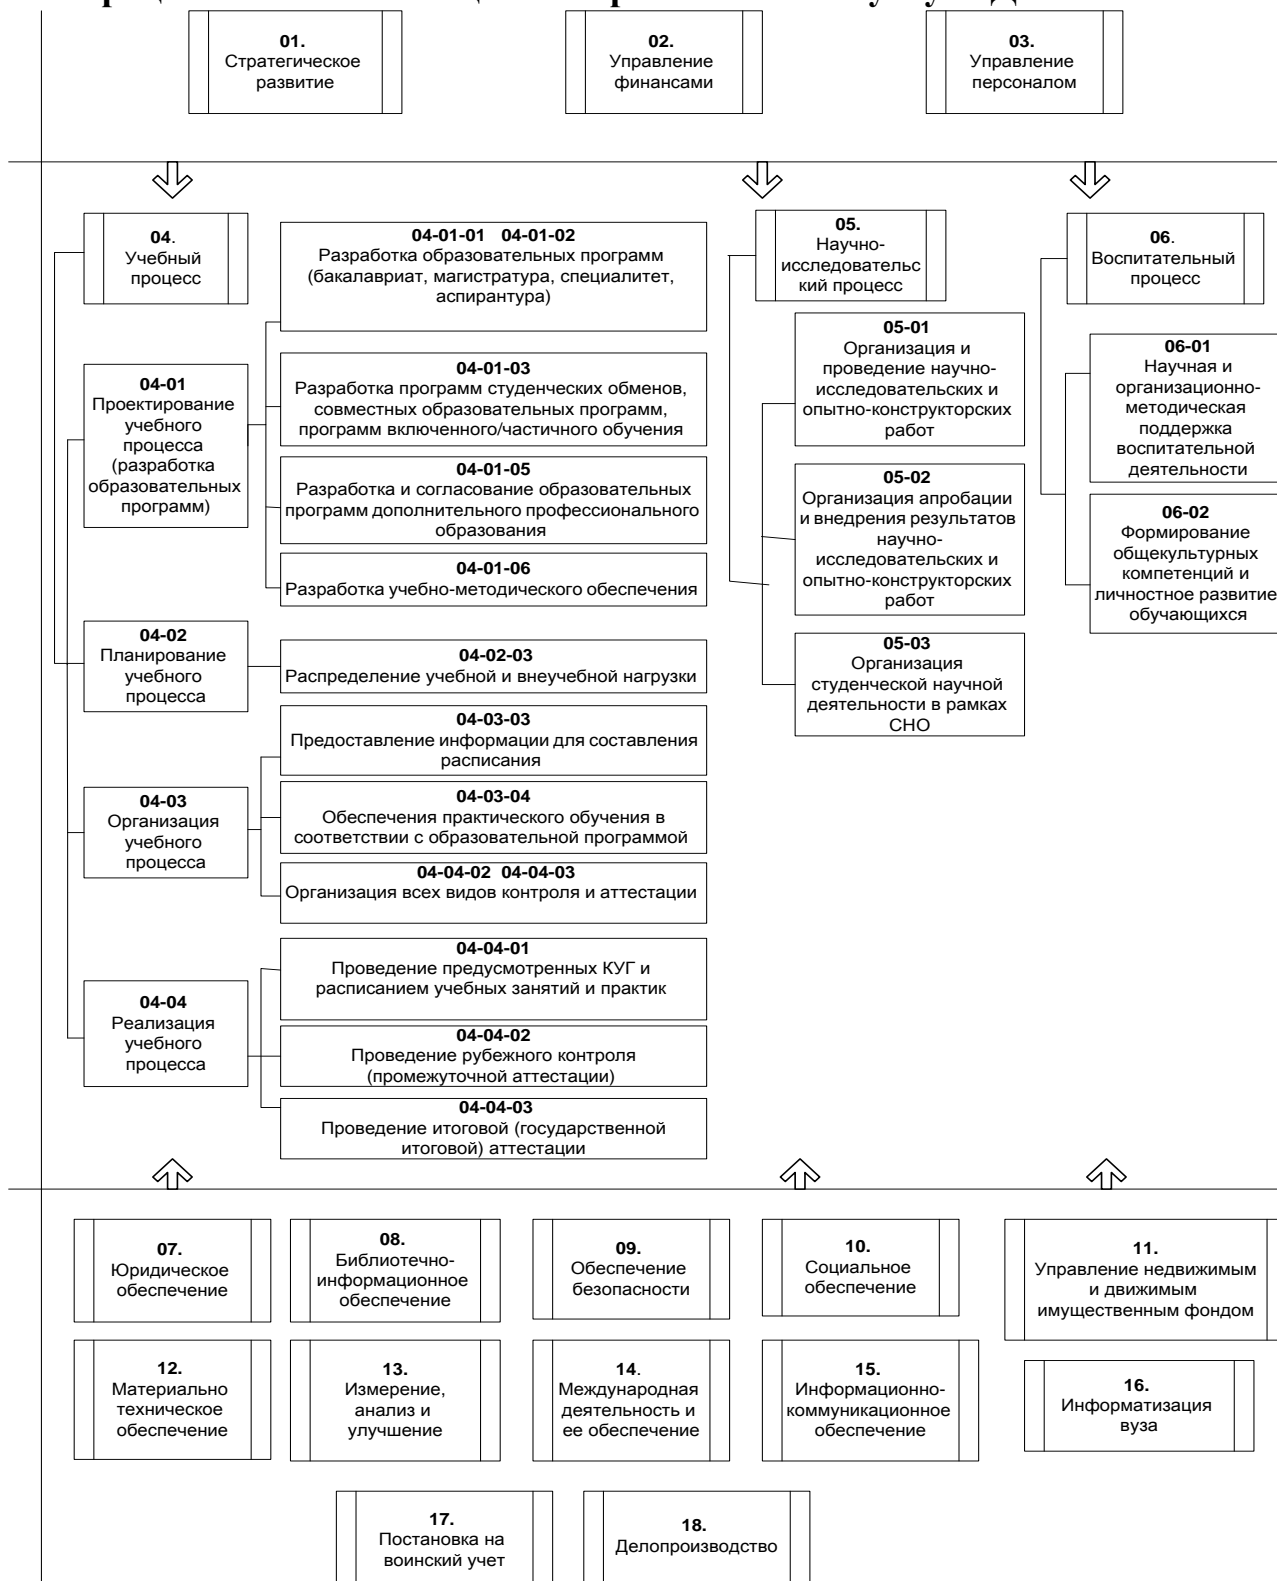 01.
Стратегическое
развитие
02.
Управление
финансами
03.
Управление
персоналом
04.
Учебный
процесс
04-01-01 04-01-02
Разработка образовательных программ
(бакалавриат, магистратура, специалитет,
аспирантура)
04-01
Проектирование
учебного
процесса
(разработка
образовательных
программ)
04-01-03
Разработка программ студенческих обменов,
совместных образовательных программ,
программ включенного/частичного обучения
04-01-05
Разработка и согласование образовательных
программ дополнительного профессионального
образования
04-01-06
Разработка учебно-методического обеспечения
04-02
Планирование
учебного
процесса
04-02-03
Распределение учебной и внеучебной нагрузки
04-03
Организация
учебного
процесса
04-03-03
Предоставление информации для составления
расписания
04-03-04
Обеспечения практического обучения в
соответствии с образовательной программой
04-04-02 04-04-03
Организация всех видов контроля и аттестации
04-04
Реализация
учебного
процесса
04-04-01
Проведение предусмотренных КУГ и
расписанием учебных занятий и практик
04-04-02
Проведение рубежного контроля
(промежуточной аттестации)
04-04-03
Проведение итоговой (государственной
итоговой) аттестации
05.
Научно-
исследовательс
кий процесс
05-01
Организация и
проведение научно-
исследовательских и
опытно-конструкторских
работ
05-02
Организация апробации
и внедрения результатов
научно-
исследовательских и
опытно-конструкторских
работ
05-03
Организация
студенческой научной
деятельности в рамках
СНО
06.
Воспитательный
процесс
06-01
Научная и
организационно-
методическая
поддержка
воспитательной
деятельности
06-02
Формирование
общекультурных
компетенций и
личностное развитие
обучающихся
07.
Юридическое
обеспечение
08.
Библиотечно-
информационное
обеспечение
09.
Обеспечение
безопасности
10.
Социальное
обеспечение
11.
Управление недвижимым
и движимым
имущественным фондом
12.
Материально
техническое
обеспечение
13.
Измерение,
анализ и
улучшение
14.
Международная
деятельность и
ее обеспечение
15.
Информационно-
коммуникационное
обеспечение
16.
Информатизация
вуза
17.
Постановка на
воинский учет
18.
Делопроизводство